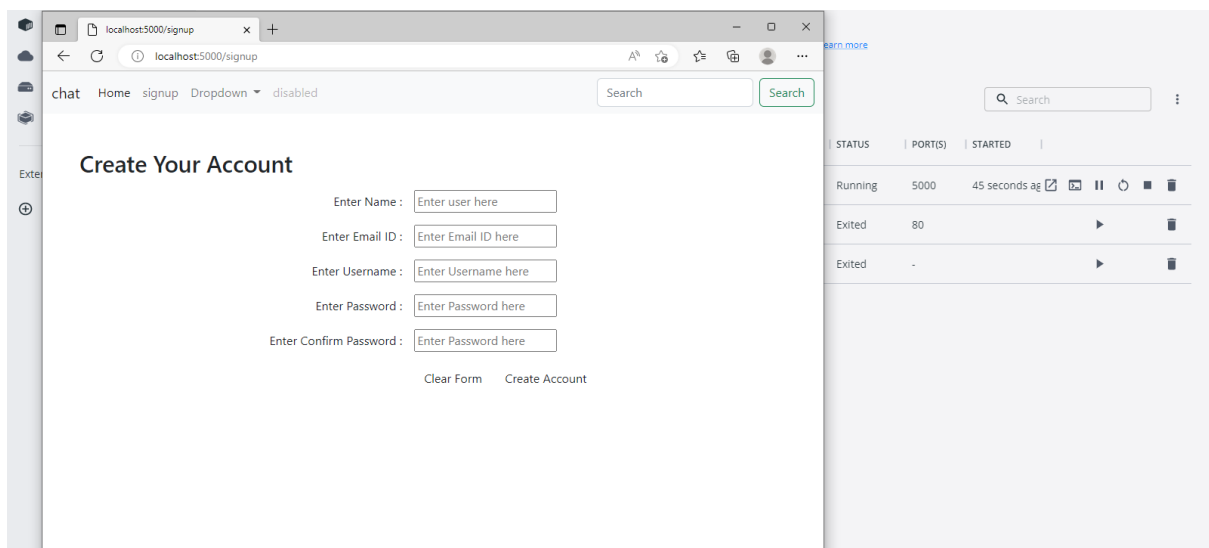 localhost:5000/signup
earn more
localhost:5000/signup
chat Home signup Dropdown disabled Search Search
Search
STATUS PORT(S) STARTED
Create Your Account
Exter
Running 5000 45 seconds ag
Enter Name : Enter user here
Exited 80
Enter Email ID : Enter Email ID here
Exited -
Enter Username : Enter Username here
Enter Password : Enter Password here
Enter Confirm Password : Enter Password here
Clear Form Create Account